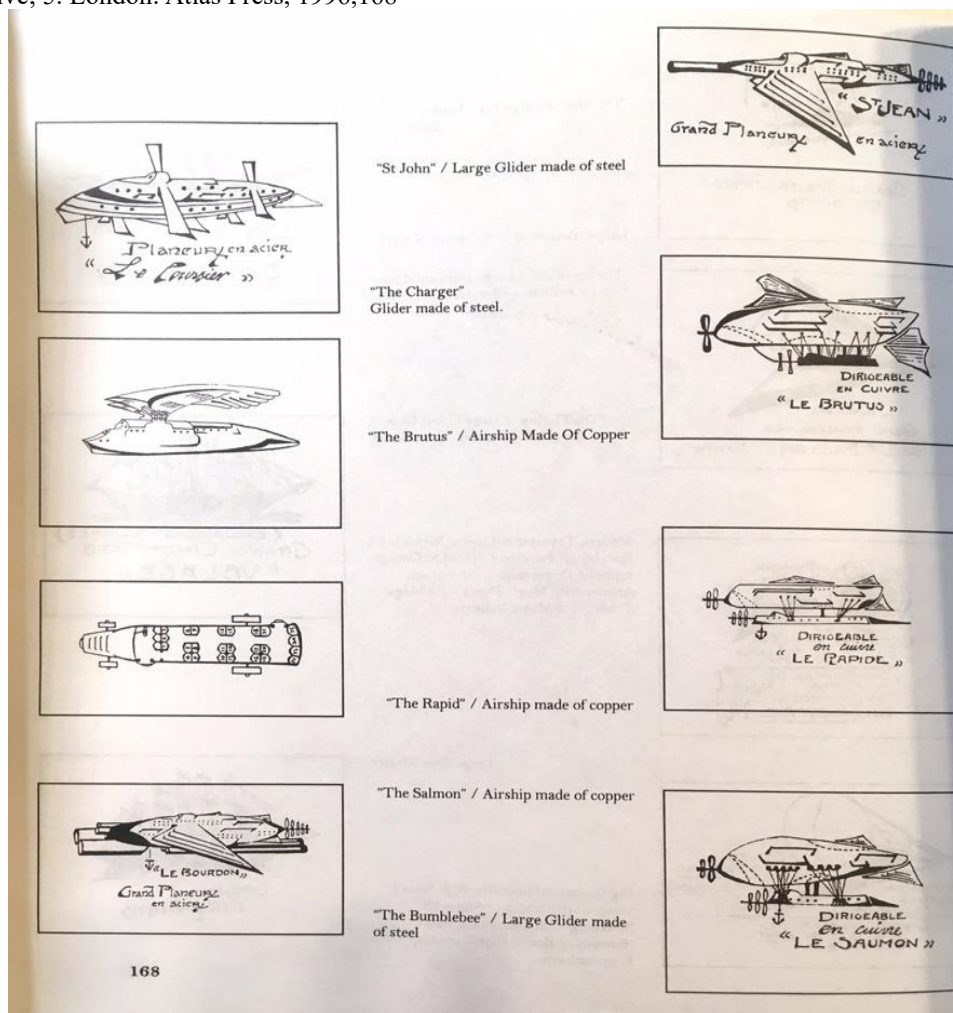 London: Atlas Press, 1996,168
« ST JEAN »
Grand Planeur
en acier
"St John" / Large Glider made of steel
Planeur en acier
« Le Coursier »
"The Charger"
Glider made of steel.
DIRIGEABLE
EN CUIVRE
« LE BRUTUS »
"The Brutus" / Airship Made Of Copper
DIRIGEABLE
en cuivre
« LE RAPIDE »
"The Rapid" / Airship made of copper
"The Salmon" / Airship made of copper
« LE BOURDON »
Grand Planeur
en acier
"The Bumblebee" / Large Glider made
of steel
DIRIGEABLE
en cuivre
« LE SAUMON »
168